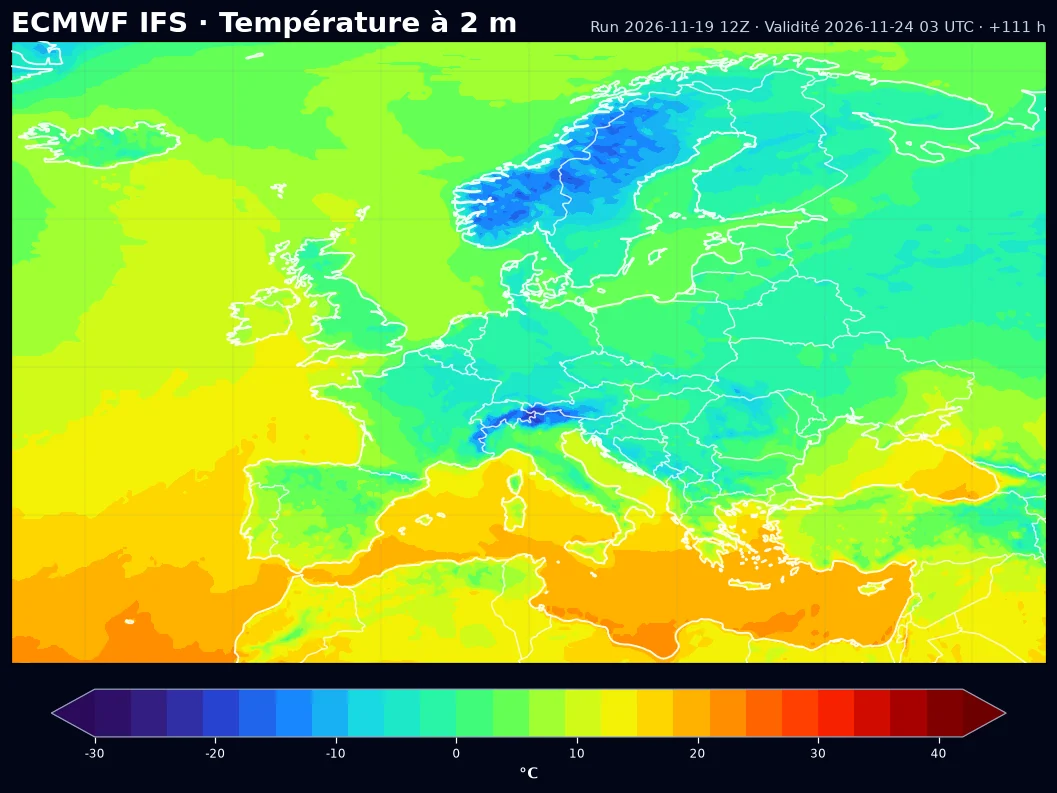 ECMWF IFS · Température à 2 m
Run 2026-11-19 12Z · Validité 2026-11-24 03 UTC · +111 h
-30 -20 -10 0 10 20 30 40
°C